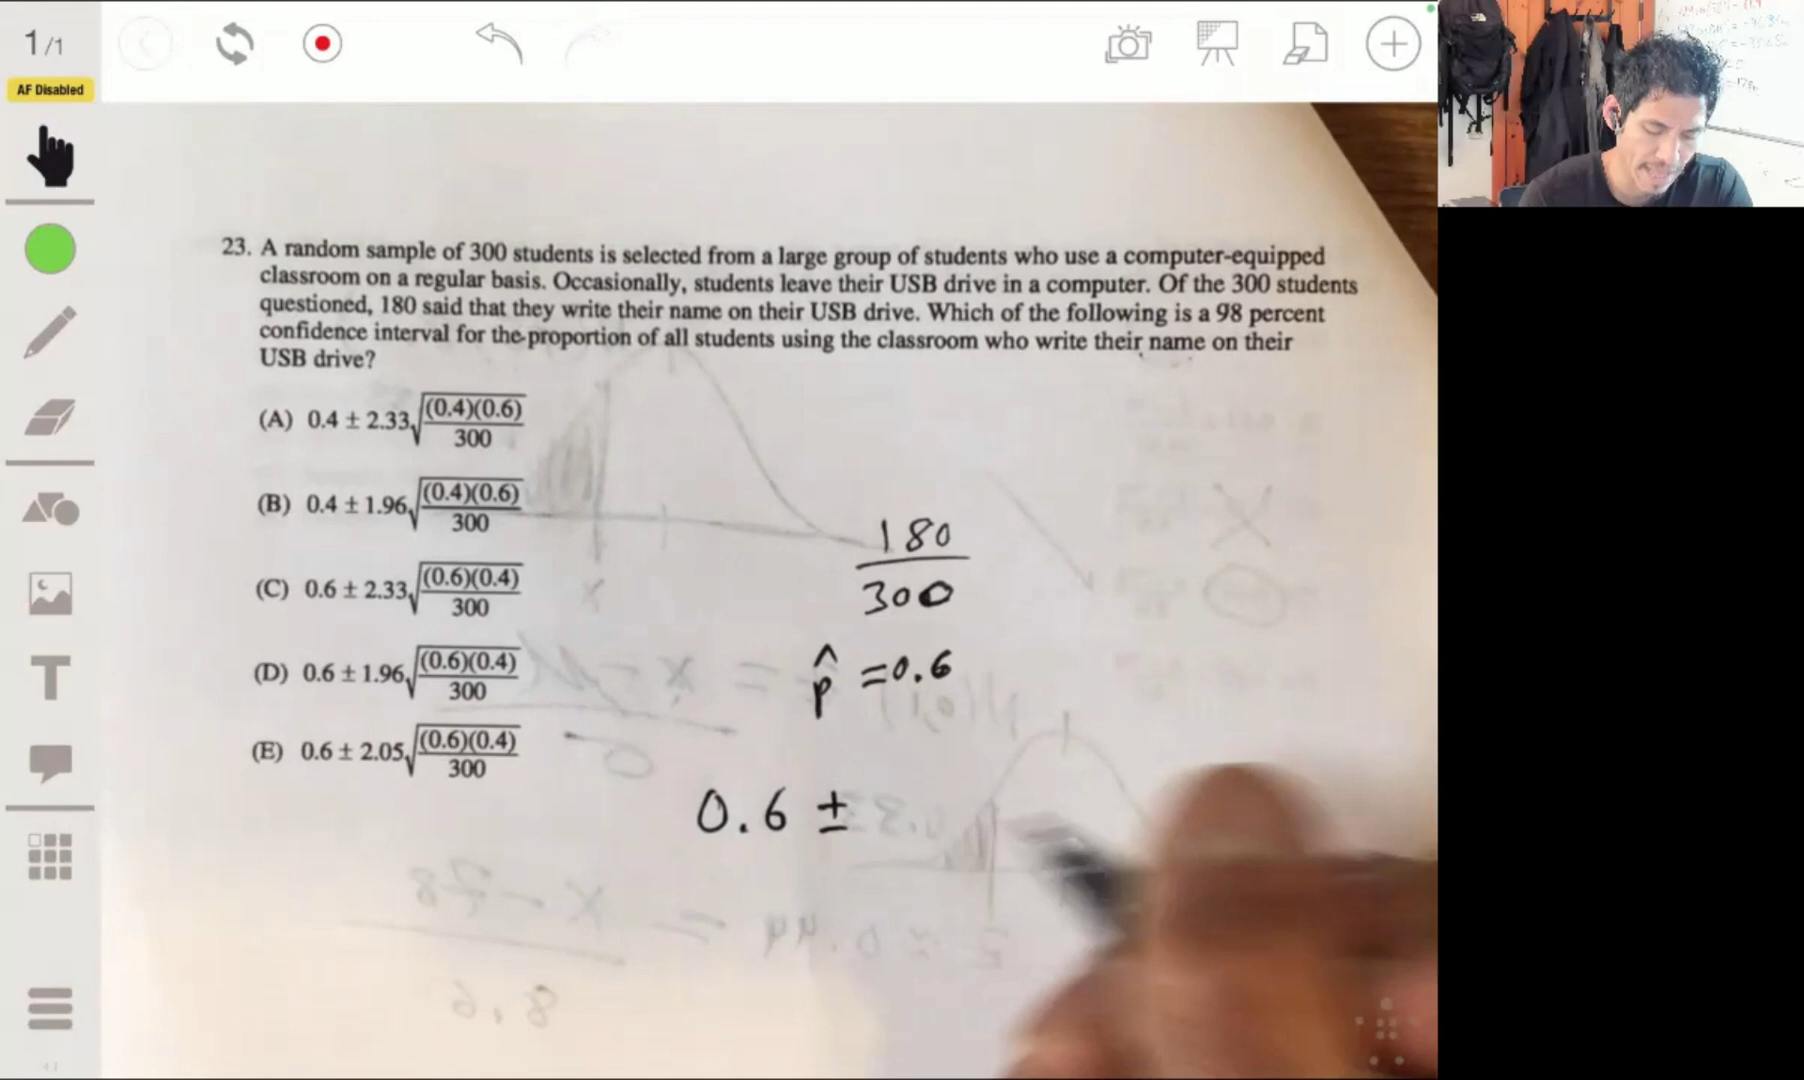 1/1
AF Disabled
23. A random sample of 300 students is selected from a large group of students who use a computer-equipped
classroom on a regular basis. Occasionally, students leave their USB drive in a computer. Of the 300 students
questioned, 180 said that they write their name on their USB drive. Which of the following is a 98 percent
confidence interval for the proportion of all students using the classroom who write their name on their
USB drive?
(A) 0.4 ± 2.33√((0.4)(0.6)/300)
(B) 0.4 ± 1.96√((0.4)(0.6)/300)
(C) 0.6 ± 2.33√((0.6)(0.4)/300)
(D) 0.6 ± 1.96√((0.6)(0.4)/300)
(E) 0.6 ± 2.05√((0.6)(0.4)/300)
180
300
p̂ = 0.6
0.6 ±
T